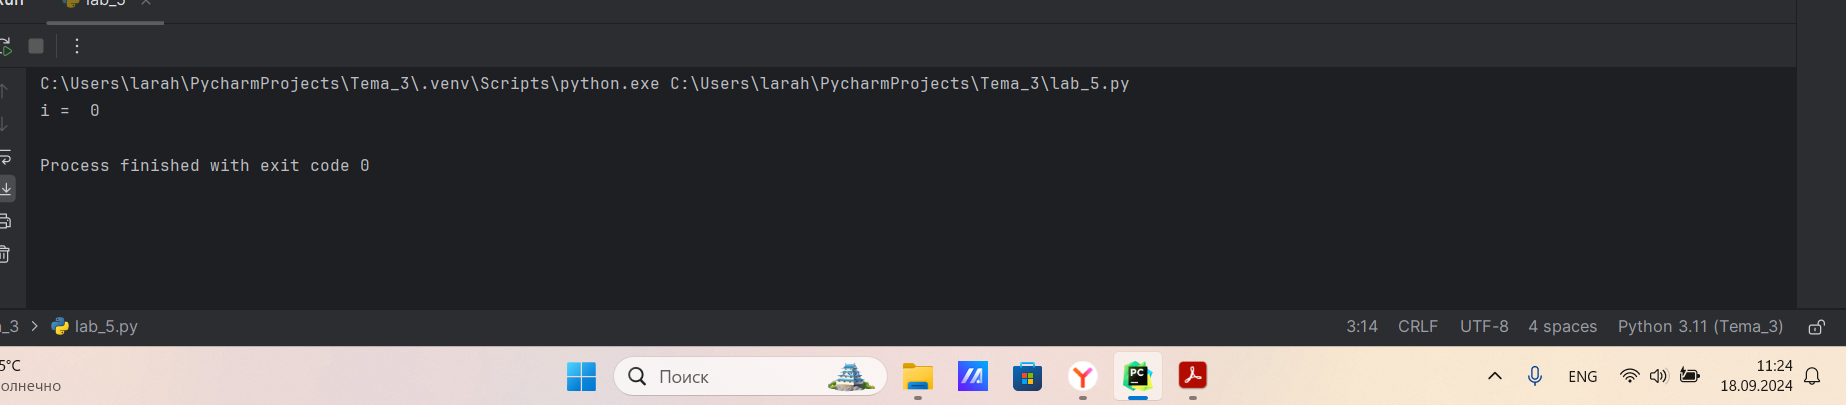 lab_5
C:\Users\larah\PycharmProjects\Tema_3\.venv\Scripts\python.exe C:\Users\larah\PycharmProjects\Tema_3\lab_5.py
i =  0
Process finished with exit code 0
_3 > lab_5.py
3:14 CRLF UTF-8 4 spaces Python 3.11 (Tema_3)
5°C
олнечно
Поиск
PC
ENG
11:24
18.09.2024